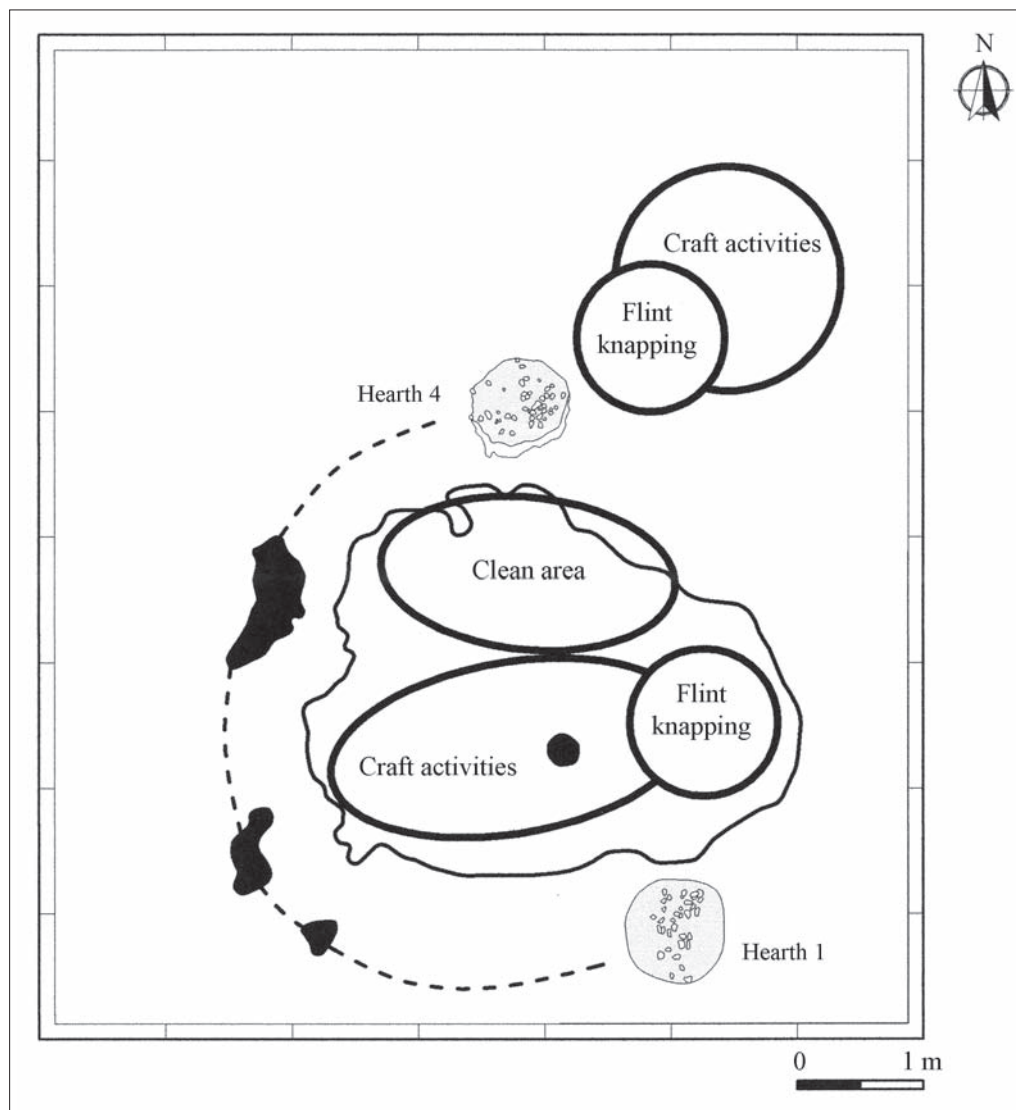 N
Craft activities
Flint
knapping
Hearth 4
Clean area
Flint
knapping
Craft activities
Hearth 1
0 1 m